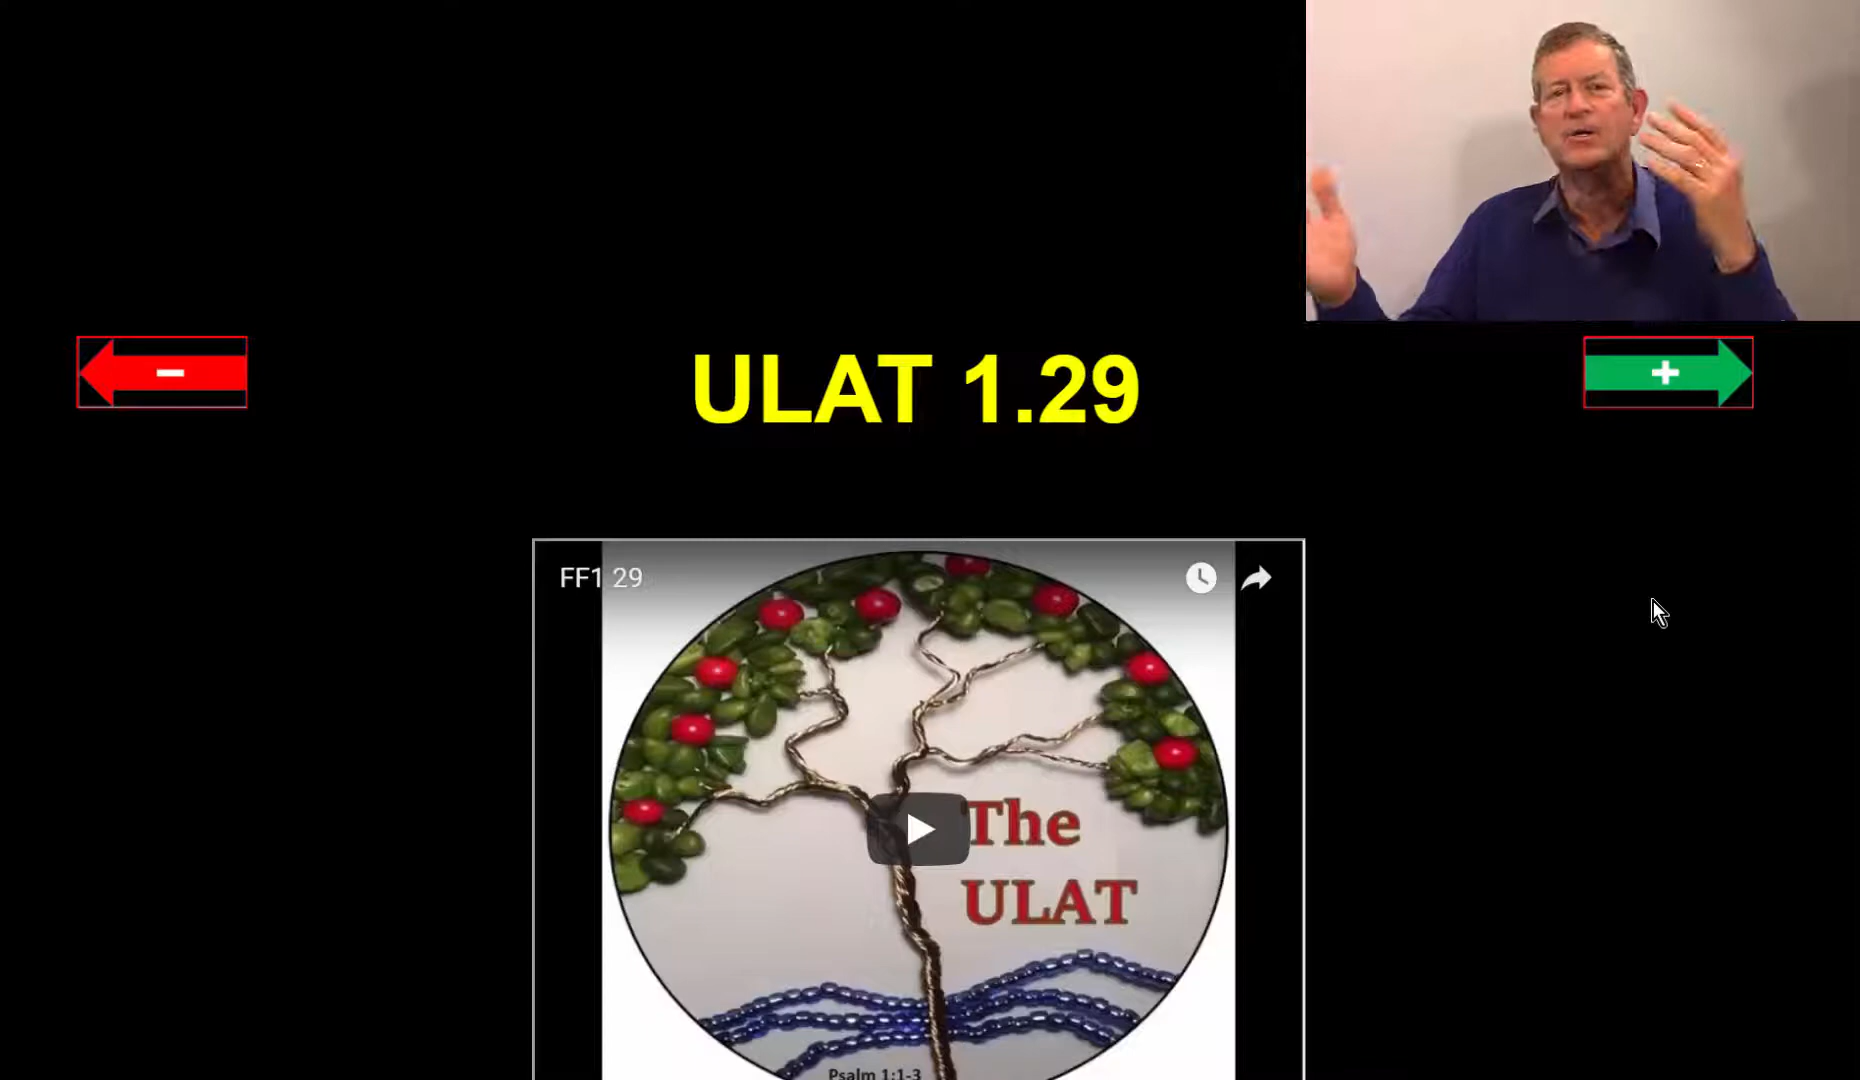 −
ULAT 1.29
+
FF1 29
The
ULAT
Psalm 1:1-3